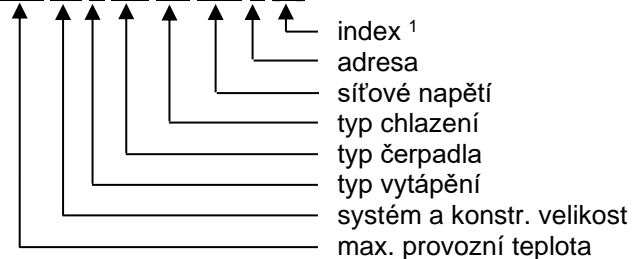 index ¹
adresa
síťové napětí
typ chlazení
typ čerpadla
typ vytápění
systém a konstr. velikost
max. provozní teplota